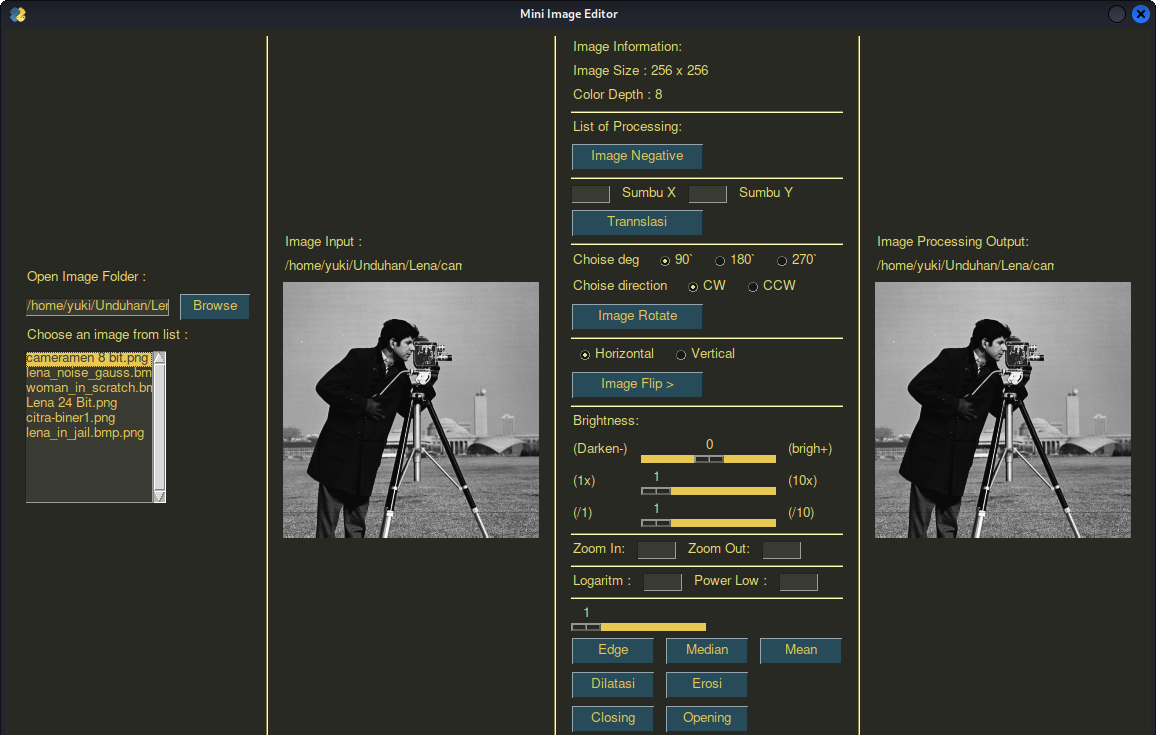 Mini Image Editor
Open Image Folder :
/home/yuki/Unduhan/Ler
Browse
Choose an image from list :
cameramen 8 bit.png
lena_noise_gauss.bm
woman_in_scratch.bn
Lena 24 Bit.png
citra-biner1.png
lena_in_jail.bmp.png
Image Input :
/home/yuki/Unduhan/Lena/can
Image Information:
Image Size : 256 x 256
Color Depth : 8
List of Processing:
Image Negative
Sumbu X Sumbu Y
Trannslasi
Choise deg 90` 180` 270`
Choise direction CW CCW
Image Rotate
Horizontal Vertical
Image Flip >
Brightness:
(Darken-) 0 (brigh+)
(1x) 1 (10x)
(/1) 1 (/10)
Zoom In: Zoom Out:
Logaritm : Power Low :
1
Edge Median Mean
Dilatasi Erosi
Closing Opening
Image Processing Output:
/home/yuki/Unduhan/Lena/can